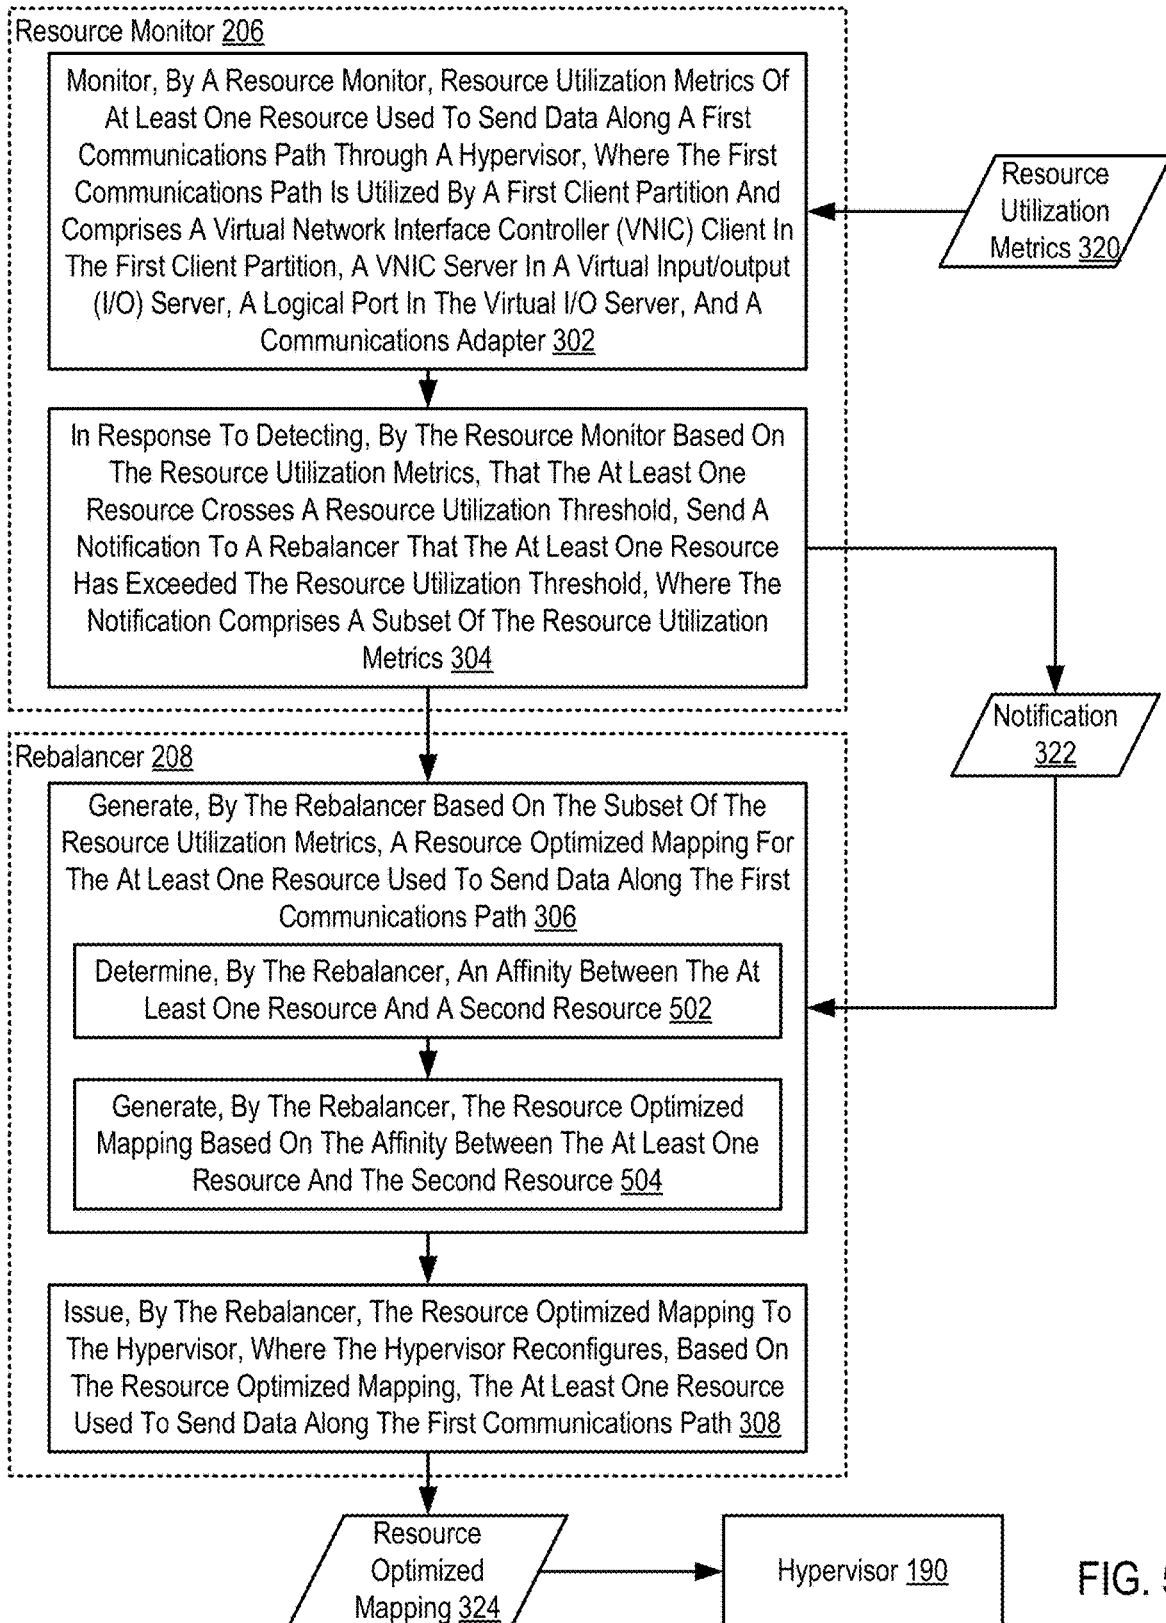 Resource Monitor 206
Monitor, By A Resource Monitor, Resource Utilization Metrics Of
At Least One Resource Used To Send Data Along A First
Communications Path Through A Hypervisor, Where The First
Communications Path Is Utilized By A First Client Partition And
Comprises A Virtual Network Interface Controller (VNIC) Client In
The First Client Partition, A VNIC Server In A Virtual Input/output
(I/O) Server, A Logical Port In The Virtual I/O Server, And A
Communications Adapter 302
Resource
Utilization
Metrics 320
In Response To Detecting, By The Resource Monitor Based On
The Resource Utilization Metrics, That The At Least One
Resource Crosses A Resource Utilization Threshold, Send A
Notification To A Rebalancer That The At Least One Resource
Has Exceeded The Resource Utilization Threshold, Where The
Notification Comprises A Subset Of The Resource Utilization
Metrics 304
Notification
322
Rebalancer 208
Generate, By The Rebalancer Based On The Subset Of The
Resource Utilization Metrics, A Resource Optimized Mapping For
The At Least One Resource Used To Send Data Along The First
Communications Path 306
Determine, By The Rebalancer, An Affinity Between The At
Least One Resource And A Second Resource 502
Generate, By The Rebalancer, The Resource Optimized
Mapping Based On The Affinity Between The At Least One
Resource And The Second Resource 504
Issue, By The Rebalancer, The Resource Optimized Mapping To
The Hypervisor, Where The Hypervisor Reconfigures, Based On
The Resource Optimized Mapping, The At Least One Resource
Used To Send Data Along The First Communications Path 308
Resource
Optimized
Mapping 324
Hypervisor 190
FIG. 5